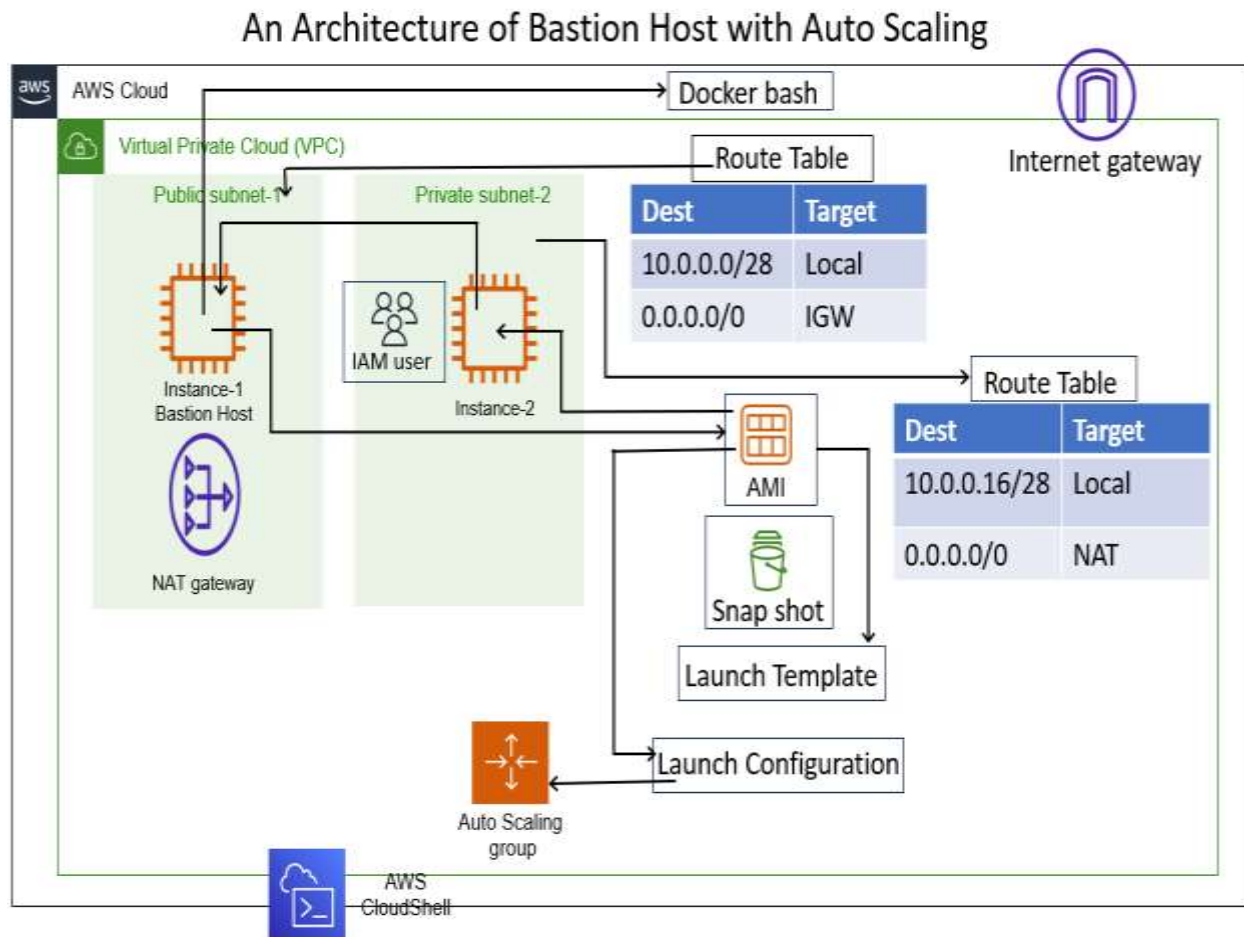 An Architecture of Bastion Host with Auto Scaling
aws
AWS Cloud
Docker bash
Internet gateway
Virtual Private Cloud (VPC)
Route Table
Public subnet-1
Private subnet-2
Dest Target
10.0.0.0/28 Local
0.0.0.0/0 IGW
IAM user
Instance-1
Bastion Host
Instance-2
Route Table
Dest Target
10.0.0.16/28 Local
0.0.0.0/0 NAT
AMI
NAT gateway
Snap shot
Launch Template
Launch Configuration
Auto Scaling
group
AWS
CloudShell